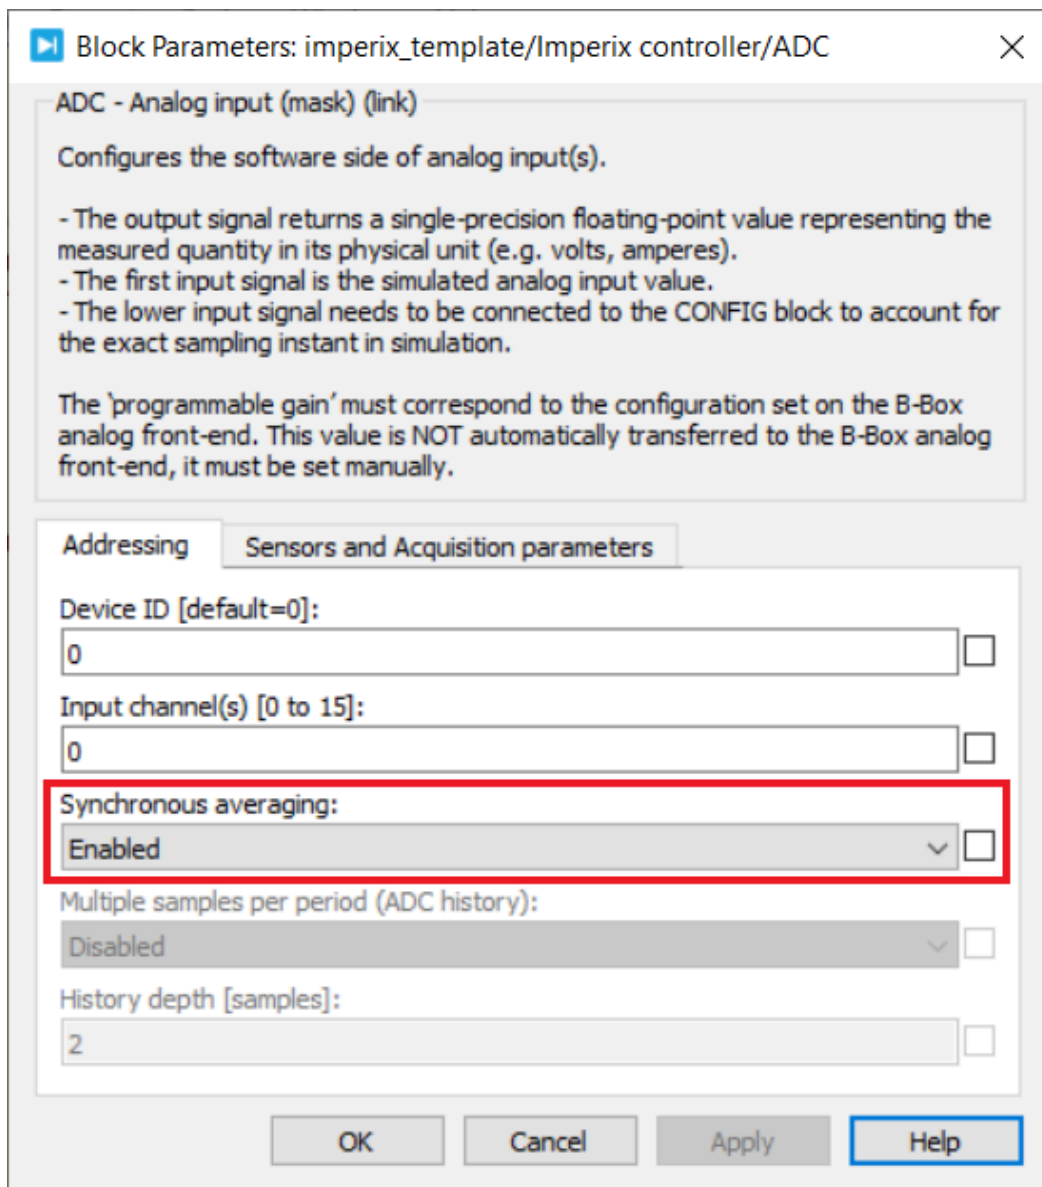 Block Parameters: imperix_template/Imperix controller/ADC
ADC - Analog input (mask) (link)
Configures the software side of analog input(s).
- The output signal returns a single-precision floating-point value representing the
measured quantity in its physical unit (e.g. volts, amperes).
- The first input signal is the simulated analog input value.
- The lower input signal needs to be connected to the CONFIG block to account for
the exact sampling instant in simulation.
The 'programmable gain' must correspond to the configuration set on the B-Box
analog front-end. This value is NOT automatically transferred to the B-Box analog
front-end, it must be set manually.
Addressing
Sensors and Acquisition parameters
Device ID [default=0]:
0
Input channel(s) [0 to 15]:
0
Synchronous averaging:
Enabled
Multiple samples per period (ADC history):
Disabled
History depth [samples]:
2
OK
Cancel
Apply
Help